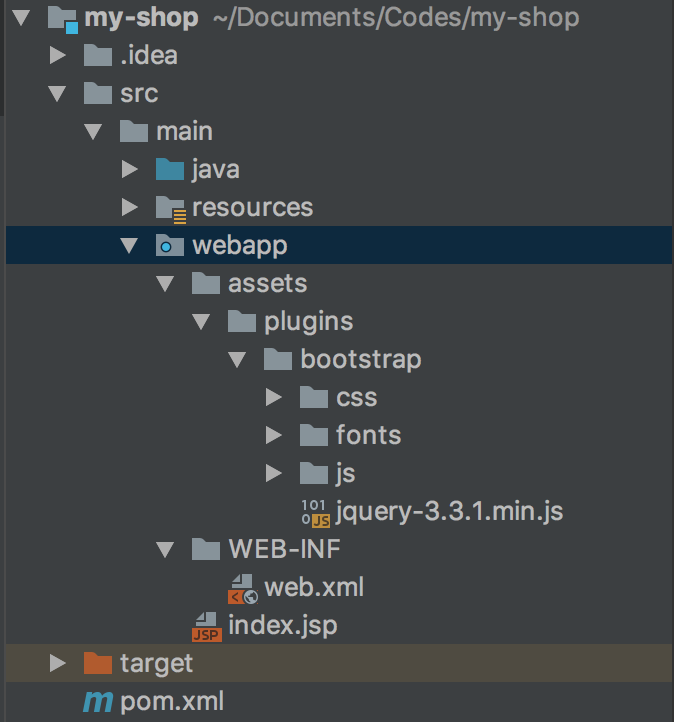 my-shop ~/Documents/Codes/my-shop
.idea
src
main
java
resources
webapp
assets
plugins
bootstrap
css
fonts
js
jquery-3.3.1.min.js
WEB-INF
web.xml
index.jsp
target
pom.xml